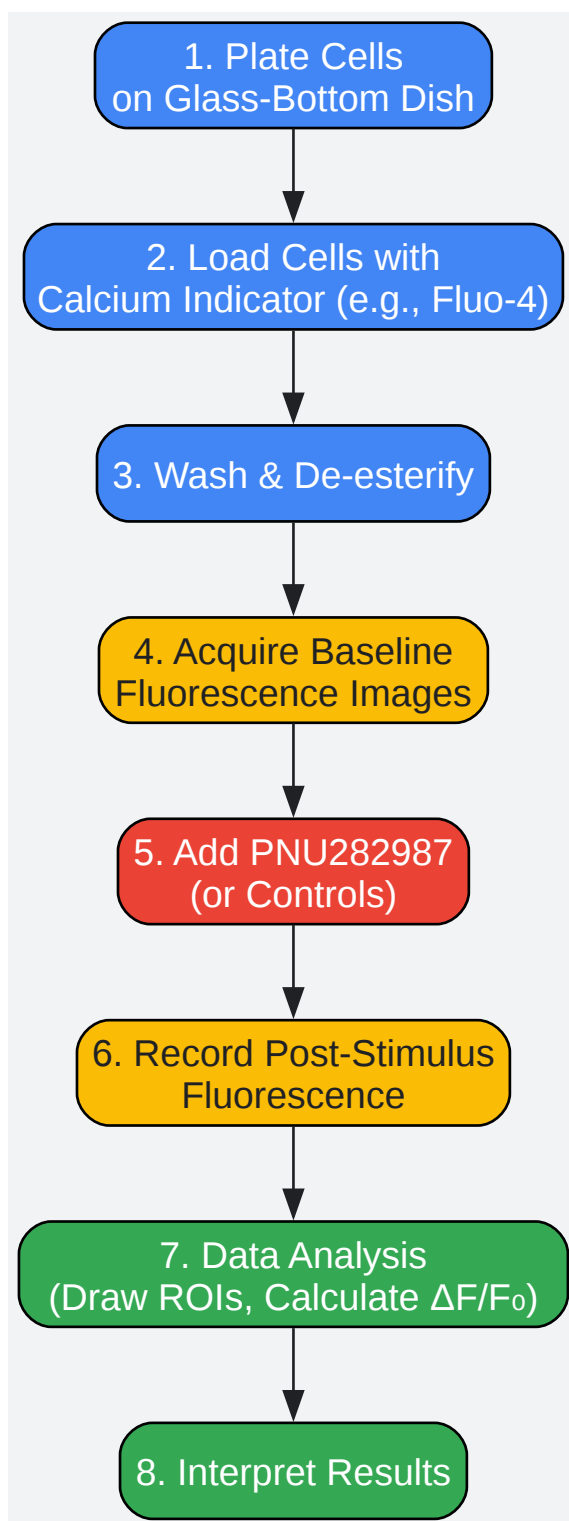 1. Plate Cells
on Glass-Bottom Dish
2. Load Cells with
Calcium Indicator (e.g., Fluo-4)
3. Wash & De-esterify
4. Acquire Baseline
Fluorescence Images
5. Add PNU282987
(or Controls)
6. Record Post-Stimulus
Fluorescence
7. Data Analysis
(Draw ROIs, Calculate ΔF/F₀)
8. Interpret Results